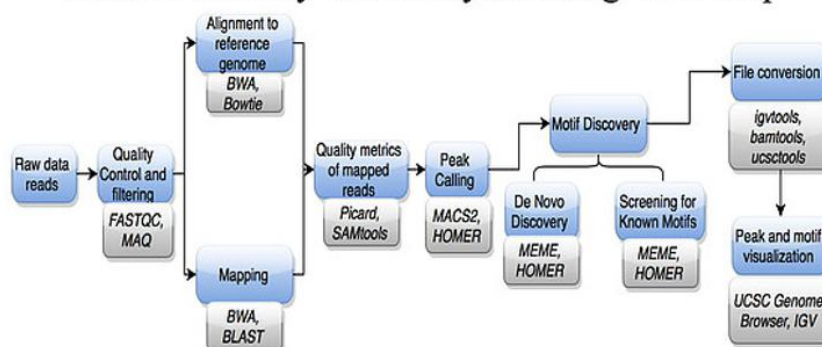 Raw data
reads
Quality
Control and
filtering
FASTQC,
MAQ
Alignment to
reference
genome
BWA,
Bowtie
Mapping
BWA,
BLAST
Quality metrics
of mapped
reads
Picard,
SAMtools
Peak
Calling
MACS2,
HOMER
Motif Discovery
De Novo
Discovery
MEME,
HOMER
Screening for
Known Motifs
MEME,
HOMER
File conversion
igvtools,
bamtools,
ucsctools
Peak and motif
visualization
UCSC Genome
Browser, IGV